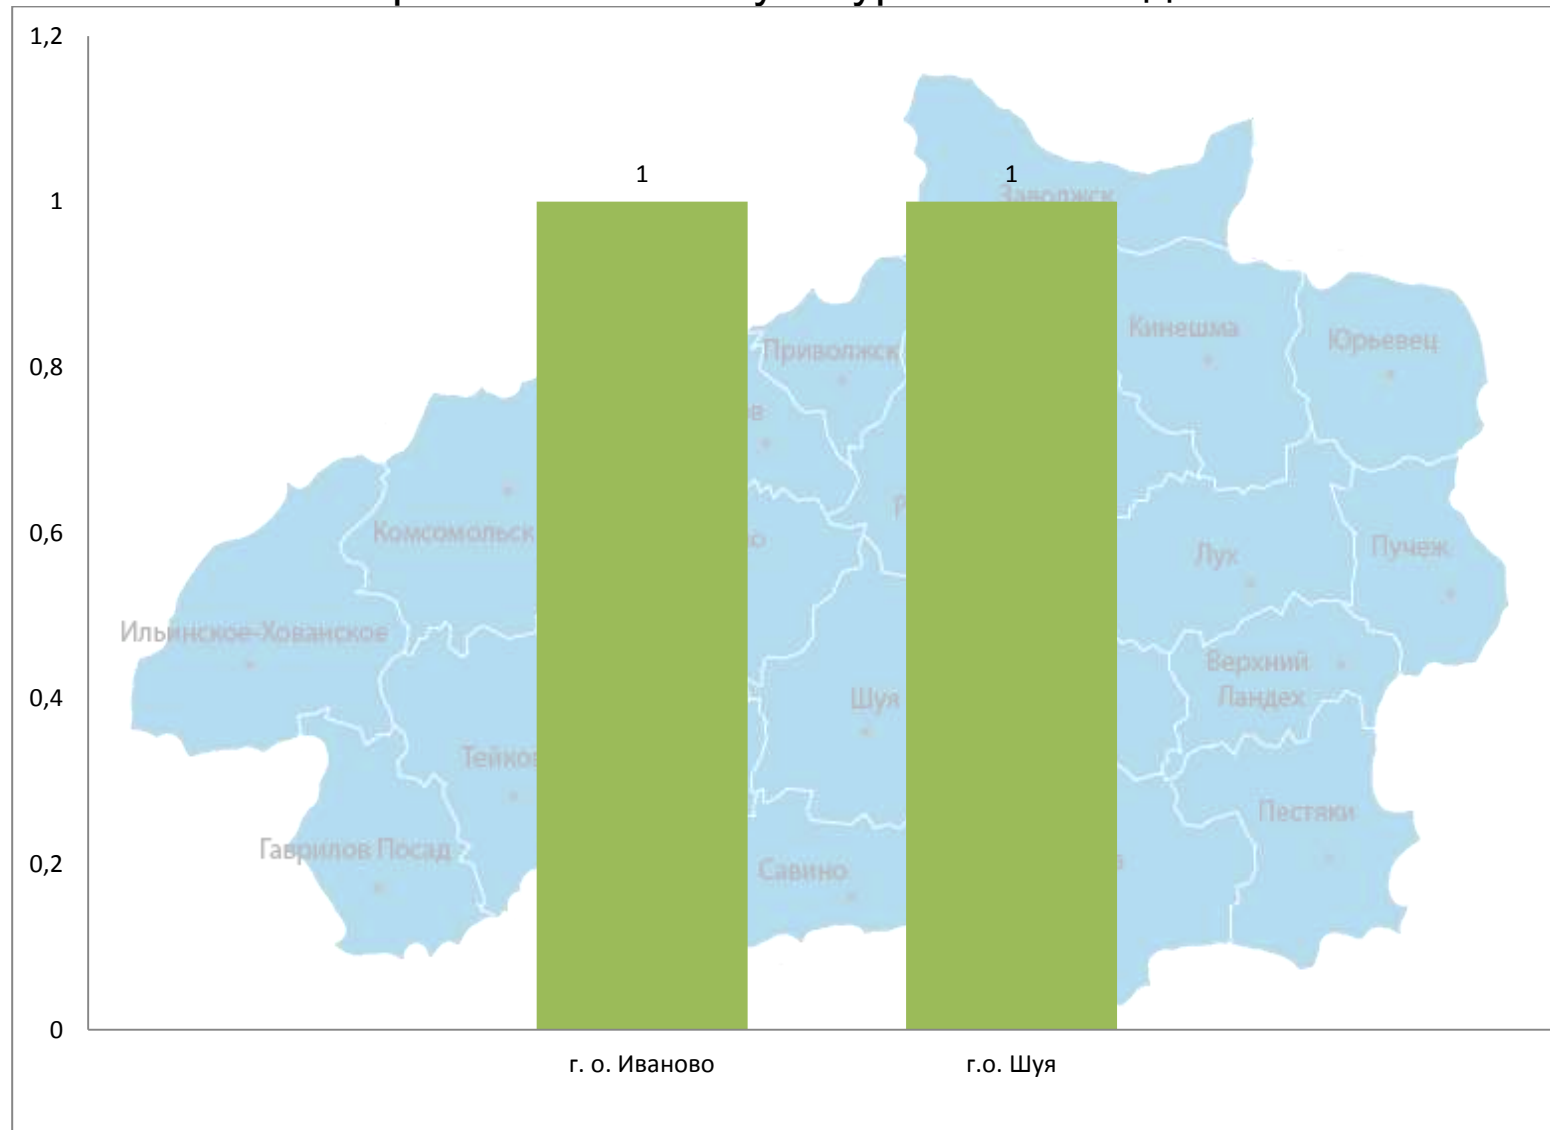 1,2
1
0,8
0,6
0,4
0,2
0
1
1
Заволжск
Кинешма
Юрьевец
Приволжск
Комсомольск
Лух
Пучеж
Ильинское-Хованское
Верхний
Ландех
Шуя
Пестяки
Гаврилов Посад
Савино
г. о. Иваново
г.о. Шуя